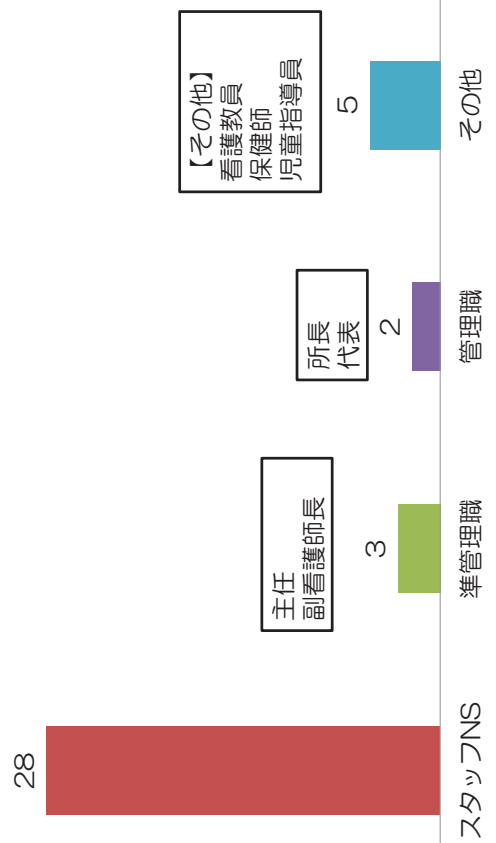 28
3
2
5
主任
副看護師長
所長
代表
【その他】
看護教員
保健師
児童指導員
スタッフNS
準管理職
管理職
その他